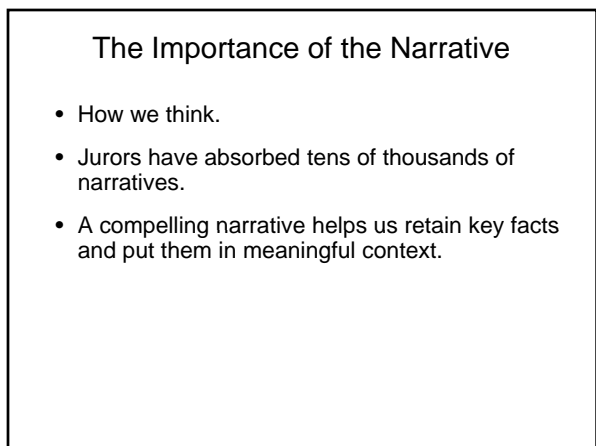 The Importance of the Narrative
• How we think.
• Jurors have absorbed tens of thousands of
narratives.
• A compelling narrative helps us retain key facts
and put them in meaningful context.